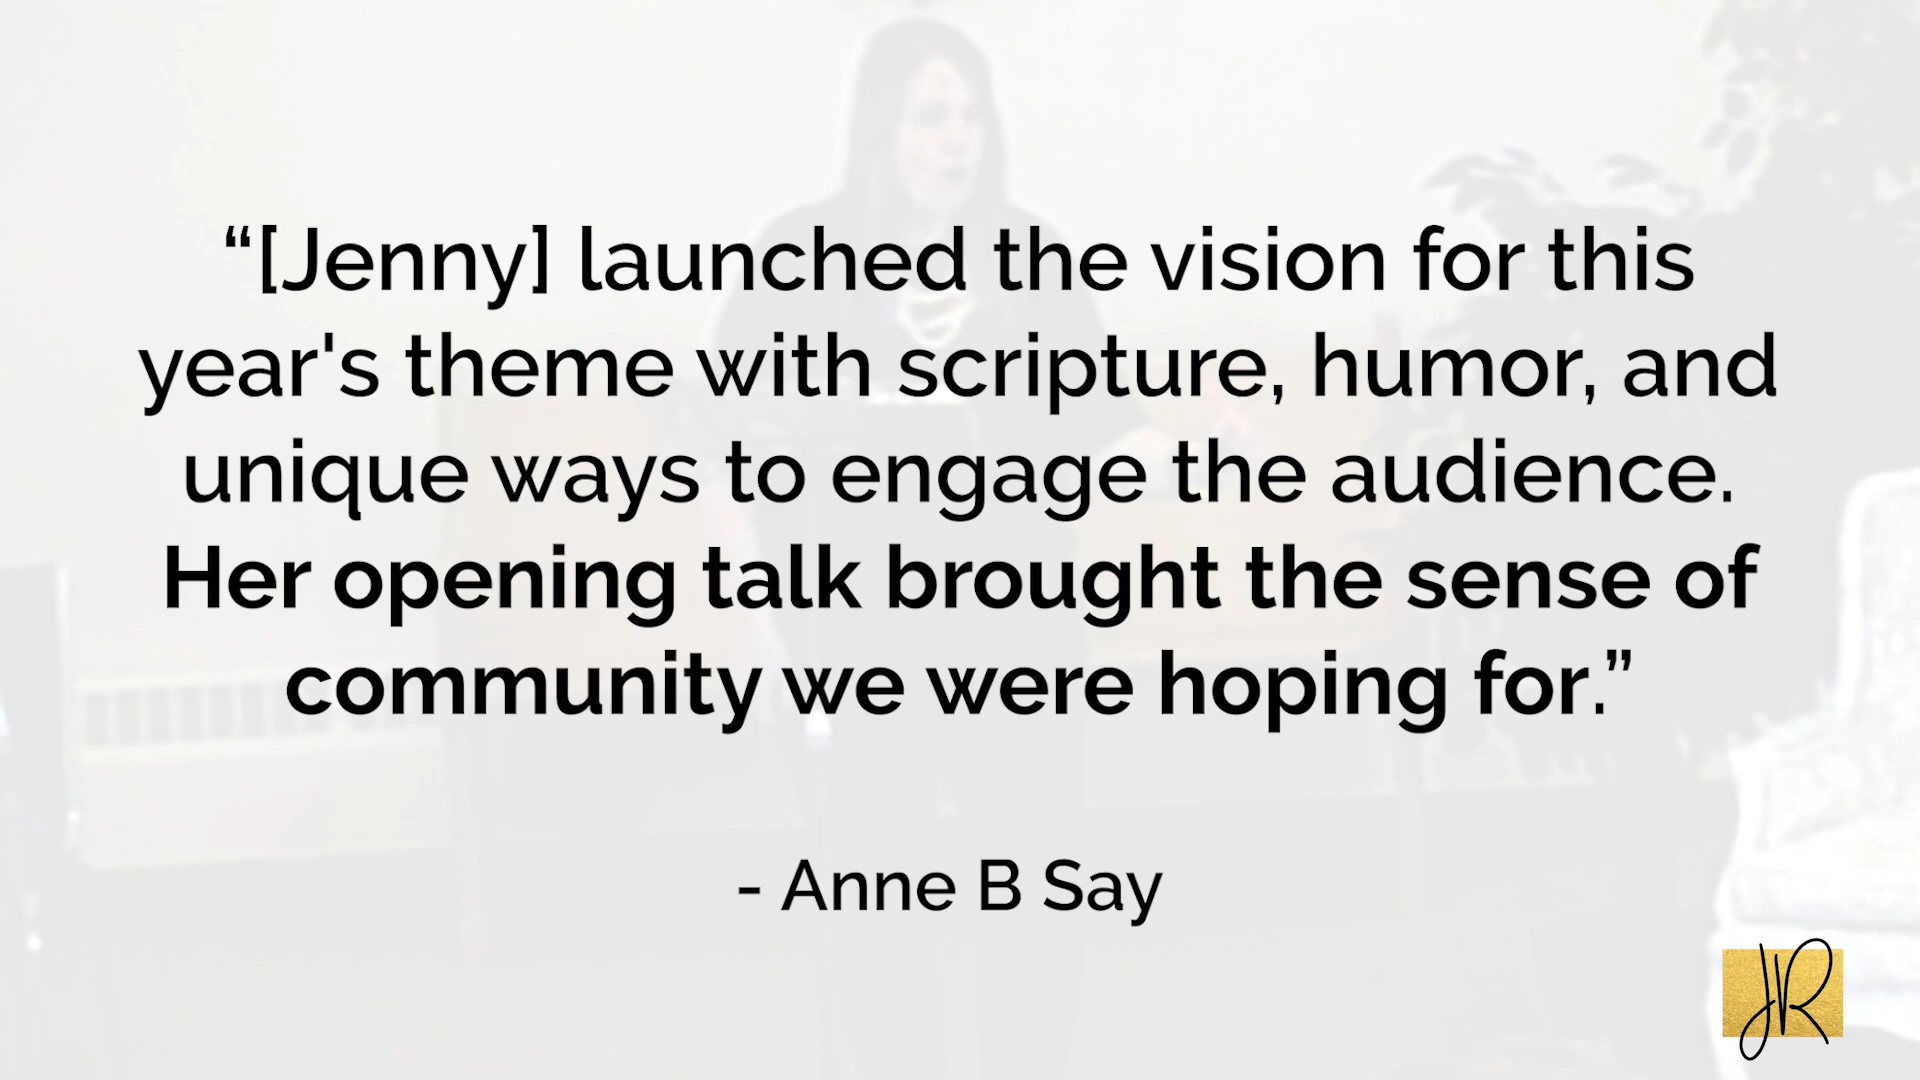 “[Jenny] launched the vision for this
year's theme with scripture, humor, and
unique ways to engage the audience.
Her opening talk brought the sense of
community we were hoping for.”
- Anne B Say
JR